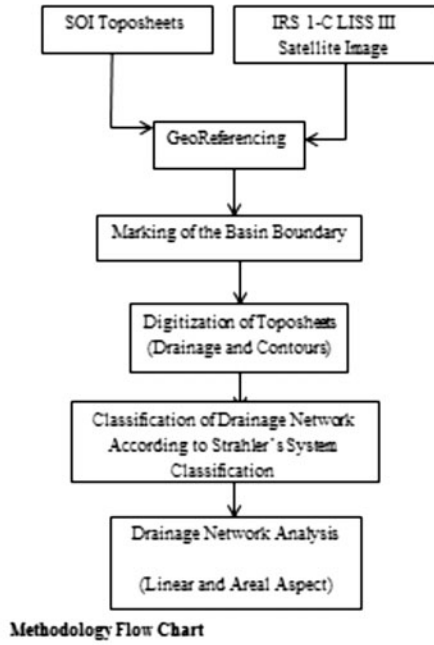 SOI Toposheets
IRS 1-C LISS III
Satellite Image
GeoReferencing
Marking of the Basin Boundary
Digitization of Toposheets
(Drainage and Contours)
Classification of Drainage Network
According to Strahler`s System
Classification
Drainage Network Analysis
(Linear and Areal Aspect)
Methodology Flow Chart